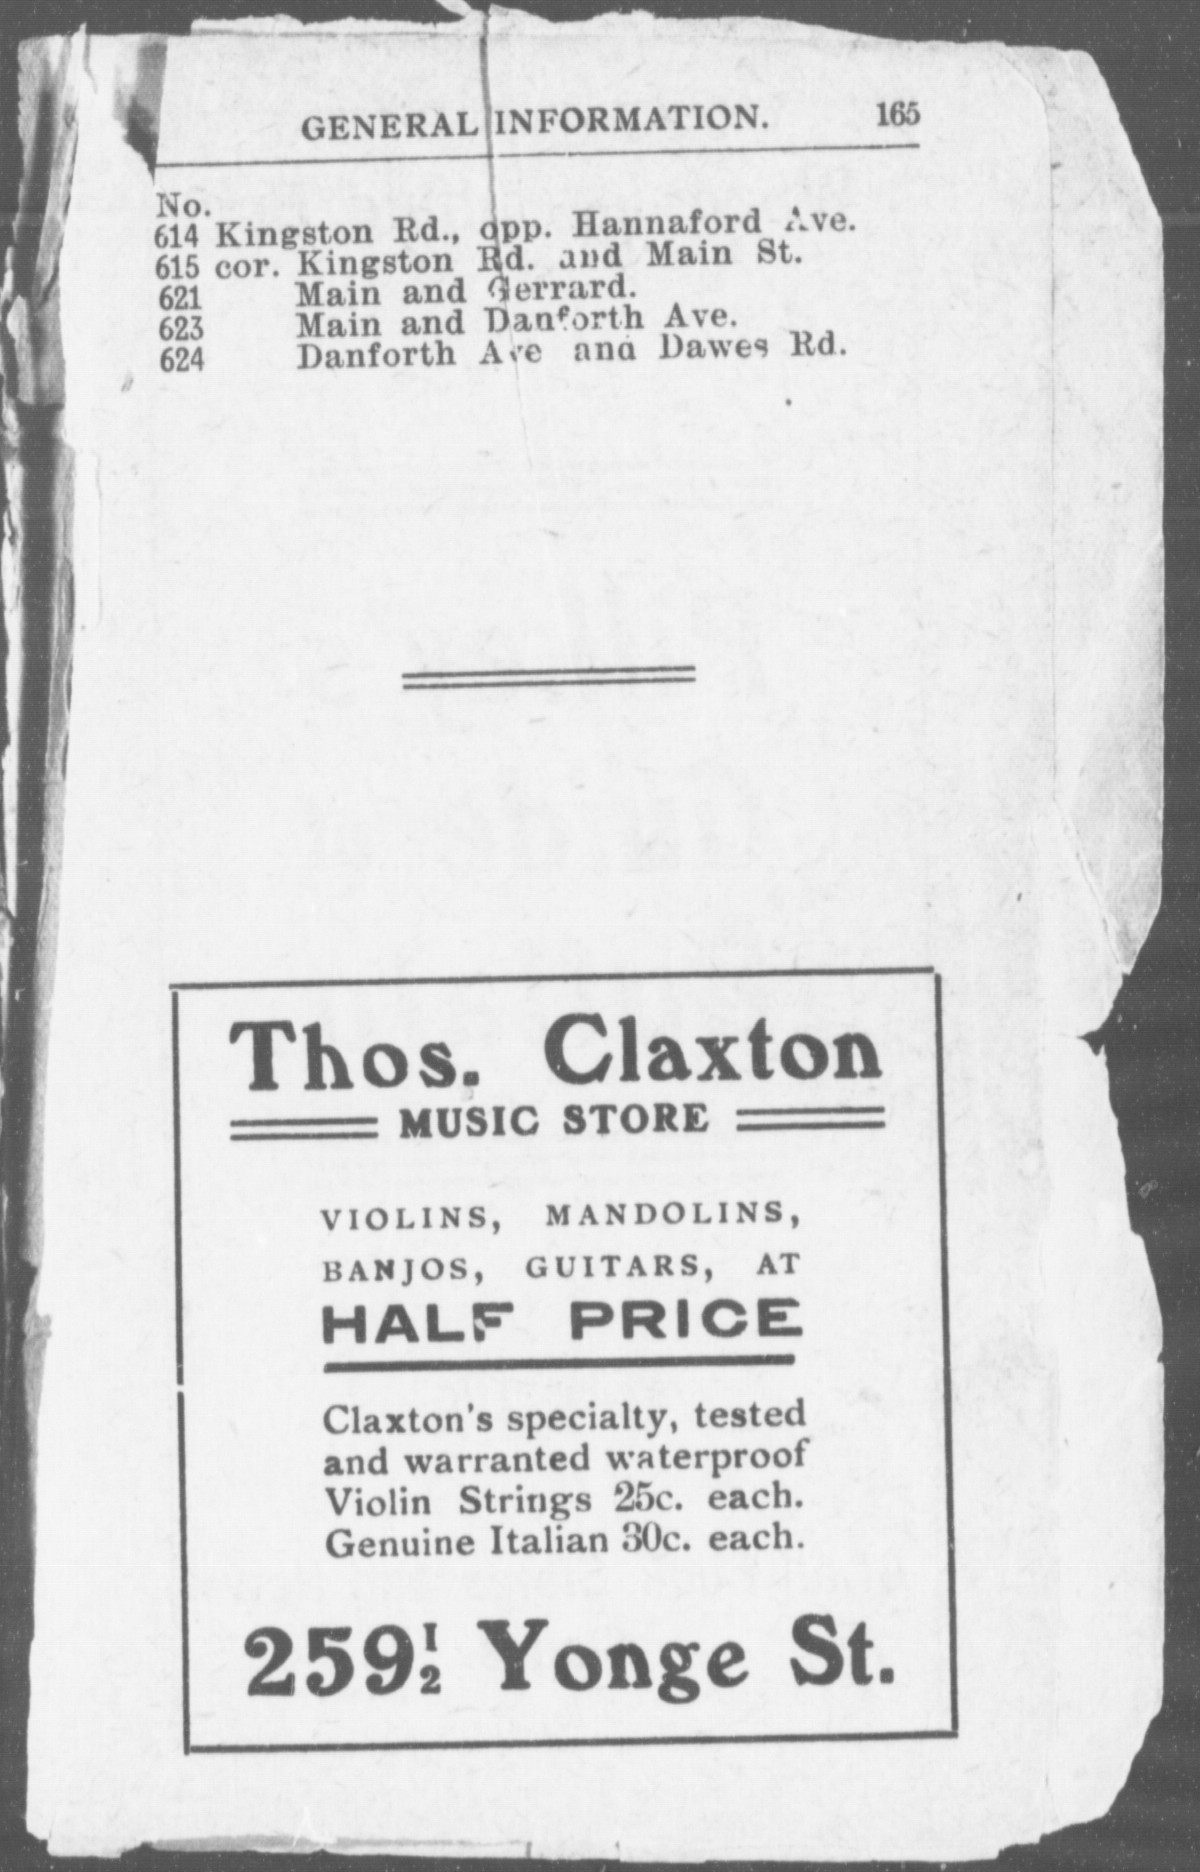 GENERAL INFORMATION. 165
No.
614 Kingston Rd., opp. Hannaford Ave.
615 cor. Kingston Rd. and Main St.
621 Main and Gerrard.
623 Main and Danforth Ave.
624 Danforth Ave and Dawes Rd.
Thos. Claxton
MUSIC STORE
VIOLINS, MANDOLINS,
BANJOS, GUITARS, AT
HALF PRICE
Claxton's specialty, tested
and warranted waterproof
Violin Strings 25c. each.
Genuine Italian 30c. each.
259½ Yonge St.